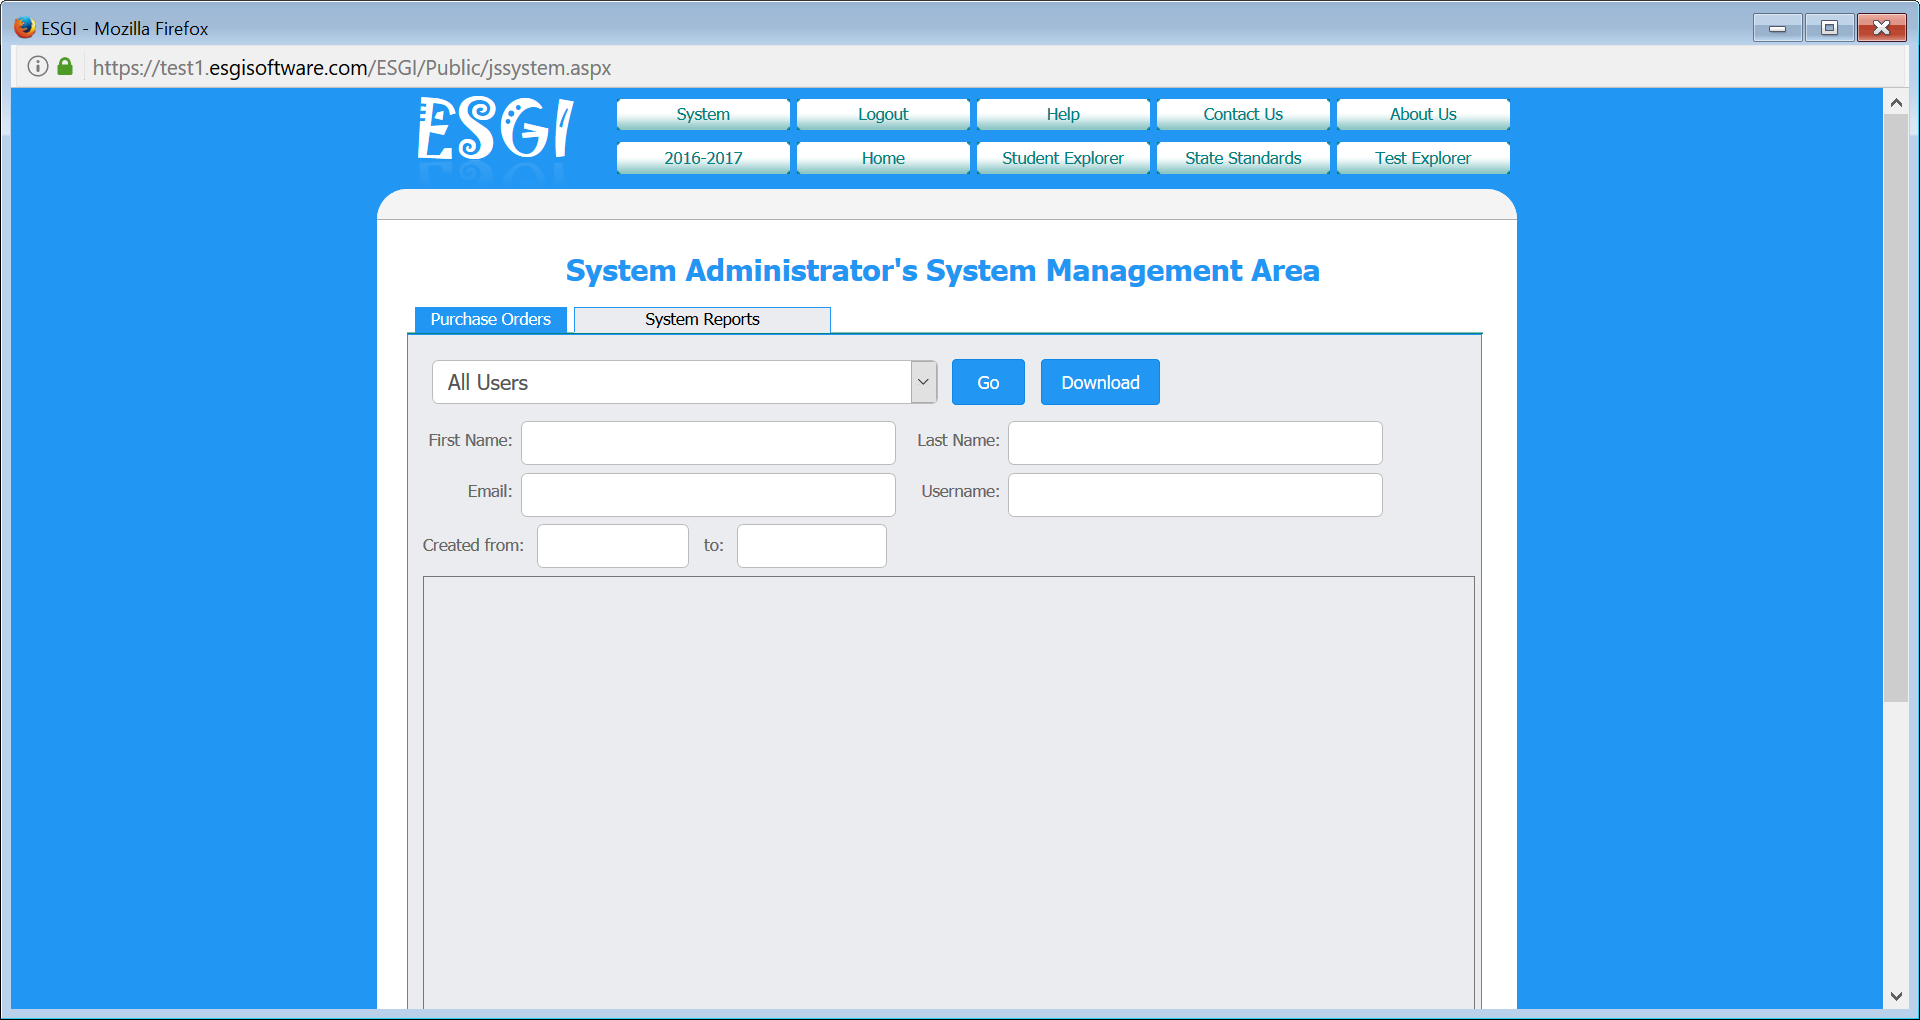 ESGI - Mozilla Firefox
https://test1.esgisoftware.com/ESGI/Public/jssystem.aspx
ESGI
System Logout Help Contact Us About Us
2016-2017 Home Student Explorer State Standards Test Explorer
System Administrator's System Management Area
Purchase Orders System Reports
All Users Go Download
First Name: Last Name:
Email: Username:
Created from: to: